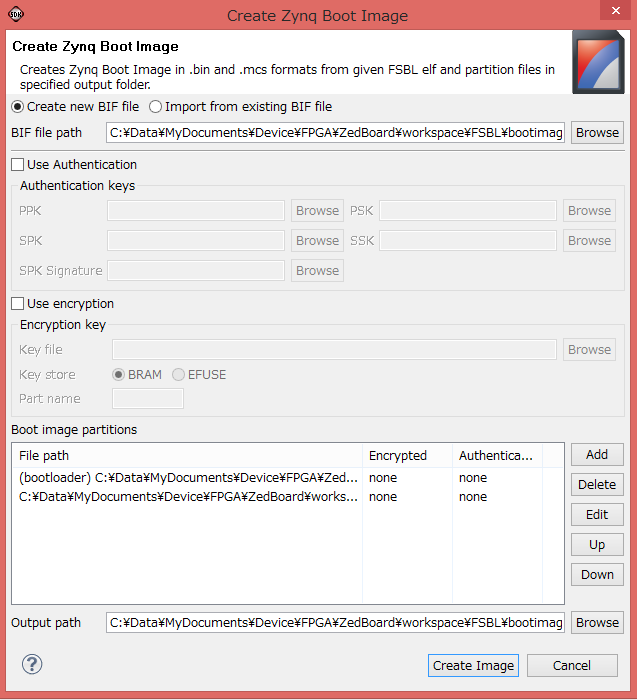 SDK
Create Zynq Boot Image
×
Create Zynq Boot Image
Creates Zynq Boot Image in .bin and .mcs formats from given FSBL elf and partition files in
specified output folder.
Create new BIF file Import from existing BIF file
BIF file path C:¥Data¥MyDocuments¥Device¥FPGA¥ZedBoard¥workspace¥FSBL¥bootimag Browse
Use Authentication
Authentication keys
PPK Browse PSK Browse
SPK Browse SSK Browse
SPK Signature Browse
Use encryption
Encryption key
Key file Browse
Key store BRAM EFUSE
Part name
Boot image partitions
File path Encrypted Authentica... Add
(bootloader) C:¥Data¥MyDocuments¥Device¥FPGA¥Zed... none none Delete
C:¥Data¥MyDocuments¥Device¥FPGA¥ZedBoard¥works... none none
Edit
Up
Down
Output path C:¥Data¥MyDocuments¥Device¥FPGA¥ZedBoard¥workspace¥FSBL¥bootimag Browse
? Create Image Cancel